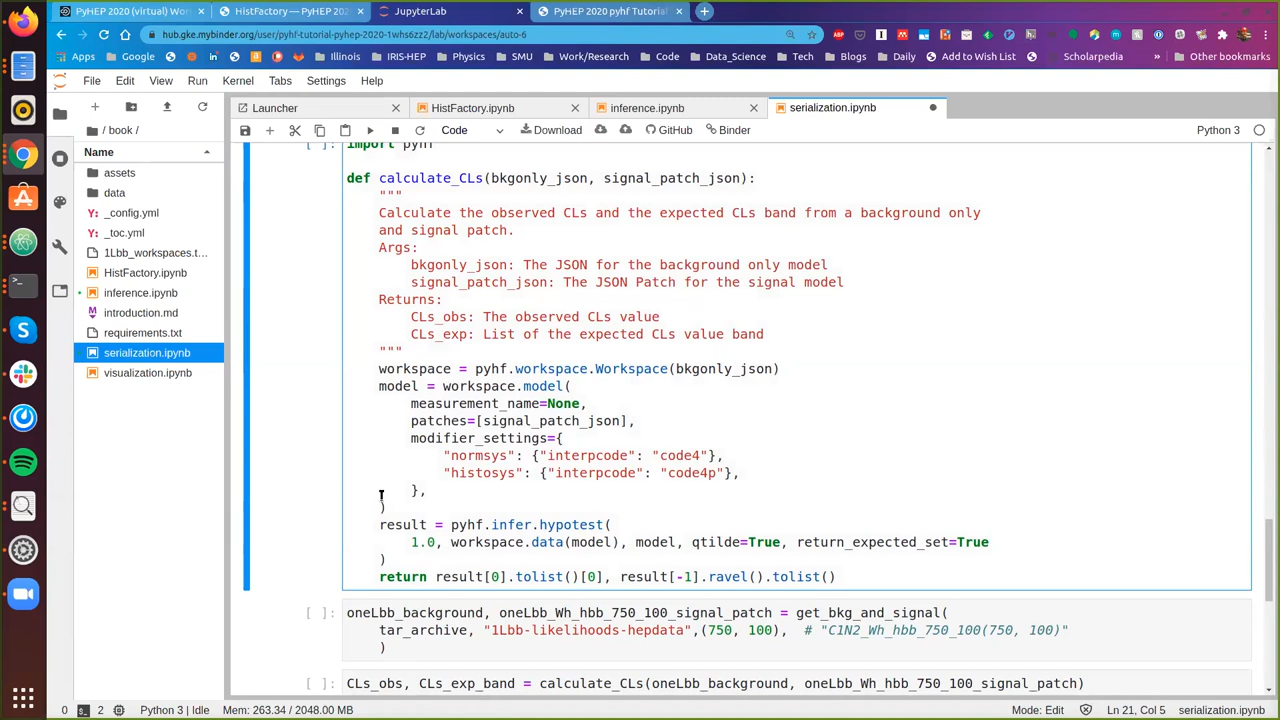 PyHEP 2020 (virtual) Wor
HistFactory — PyHEP 2020
JupyterLab
PyHEP 2020 pyhf Tutorial
hub.gke.mybinder.org/user/pyhf-tutorial-pyhep-2020-1whs6zz2/lab/workspaces/auto-6
Apps
Google
Illinois
IRIS-HEP
Physics
SMU
Work/Research
Code
Data_Science
Tech
Blogs
Daily
Add to Wish List
Scholarpedia
»
Other bookmarks
File Edit View Run Kernel Tabs Settings Help
Launcher
HistFactory.ipynb
inference.ipynb
serialization.ipynb
/ book /
Code
Download
GitHub
Binder
Python 3
Name
assets
data
_config.yml
_toc.yml
1Lbb_workspaces.t...
HistFactory.ipynb
inference.ipynb
introduction.md
requirements.txt
serialization.ipynb
visualization.ipynb
[ ]: import pyhf
def calculate_CLs(bkgonly_json, signal_patch_json):
"""
Calculate the observed CLs and the expected CLs band from a background only
and signal patch.
Args:
bkgonly_json: The JSON for the background only model
signal_patch_json: The JSON Patch for the signal model
Returns:
CLs_obs: The observed CLs value
CLs_exp: List of the expected CLs value band
"""
workspace = pyhf.workspace.Workspace(bkgonly_json)
model = workspace.model(
measurement_name=None,
patches=[signal_patch_json],
modifier_settings={
"normsys": {"interpcode": "code4"},
"histosys": {"interpcode": "code4p"},
},
)
result = pyhf.infer.hypotest(
1.0, workspace.data(model), model, qtilde=True, return_expected_set=True
)
return result[0].tolist()[0], result[-1].ravel().tolist()
[ ]: oneLbb_background, oneLbb_Wh_hbb_750_100_signal_patch = get_bkg_and_signal(
tar_archive, "1Lbb-likelihoods-hepdata",(750, 100), # "C1N2_Wh_hbb_750_100(750, 100)"
)
[ ]: CLs_obs, CLs_exp_band = calculate_CLs(oneLbb_background, oneLbb_Wh_hbb_750_100_signal_patch)
0 2 Python 3 | Idle Mem: 263.34 / 2048.00 MB Mode: Edit Ln 21, Col 5 serialization.ipynb